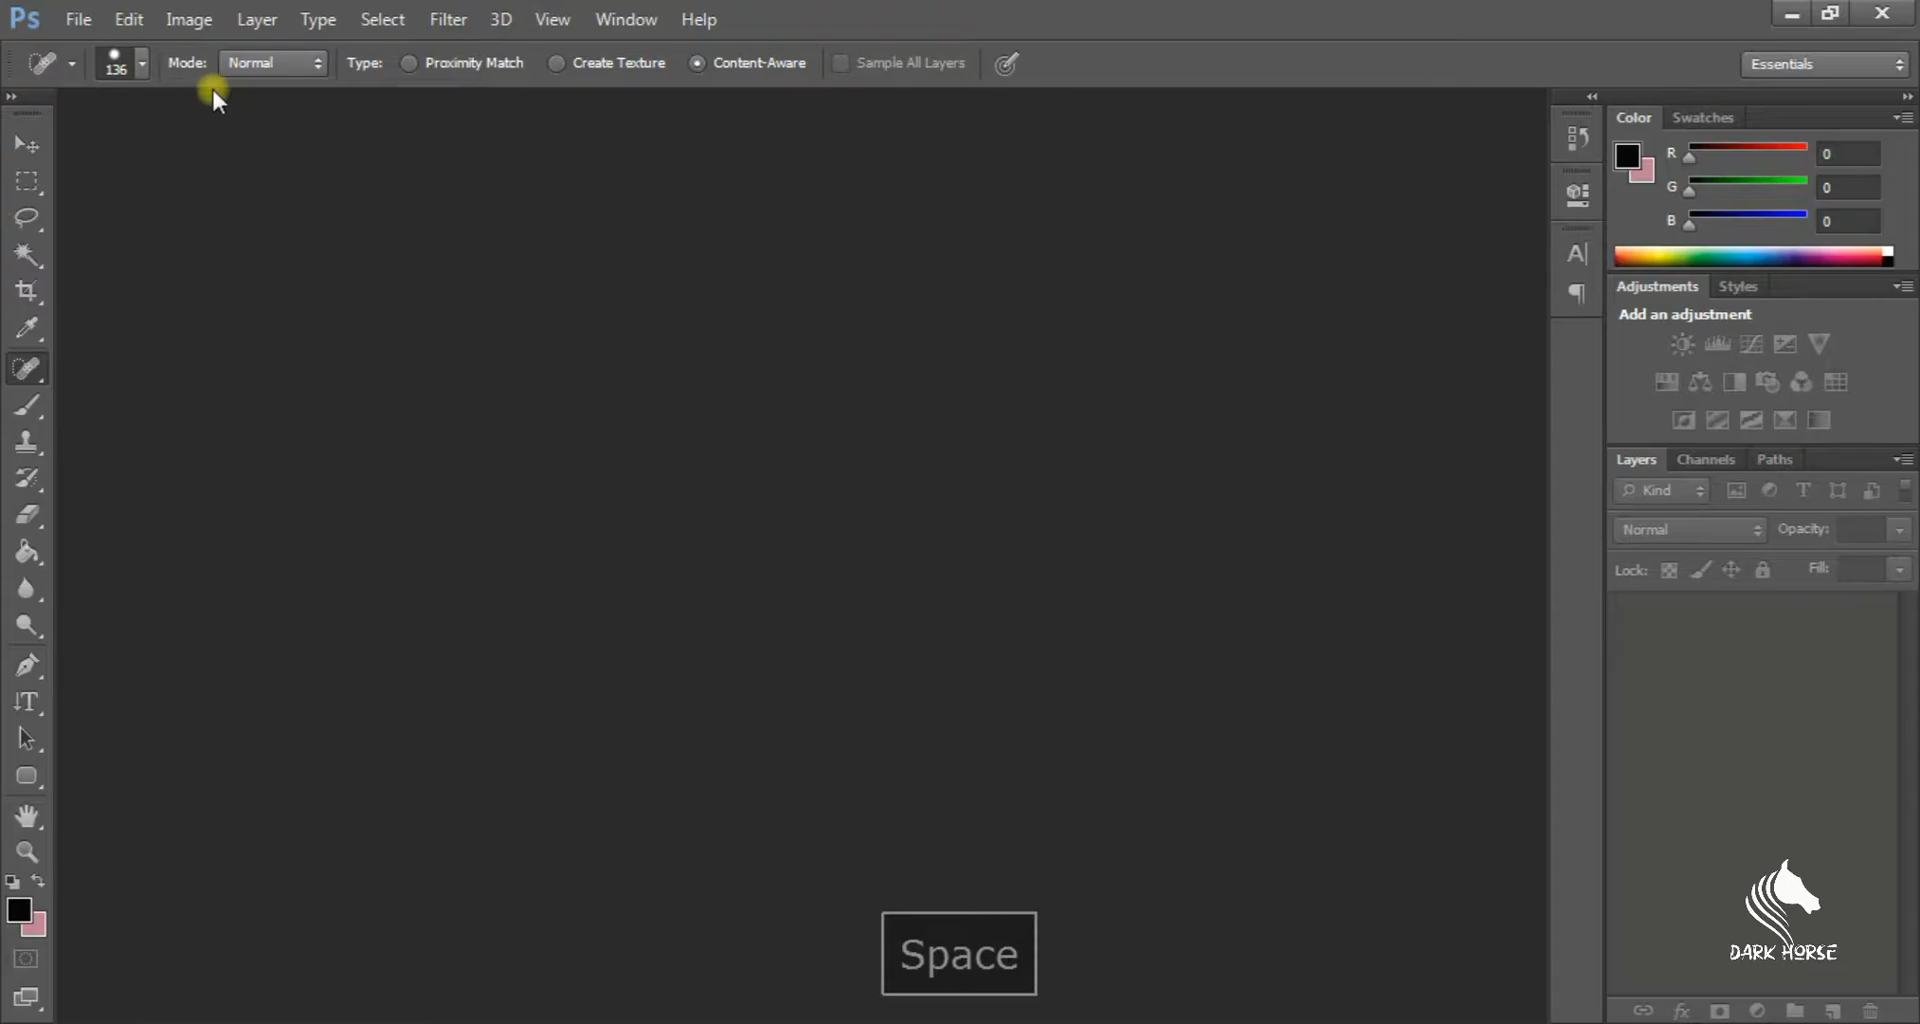 Ps File Edit Image Layer Type Select Filter 3D View Window Help
136 Mode: Normal Type: Proximity Match Create Texture Content-Aware Sample All Layers Essentials
Color Swatches
R 0
G 0
B 0
Adjustments Styles
Add an adjustment
Layers Channels Paths
Kind
Normal Opacity:
Lock: Fill:
Space
DARK HORSE